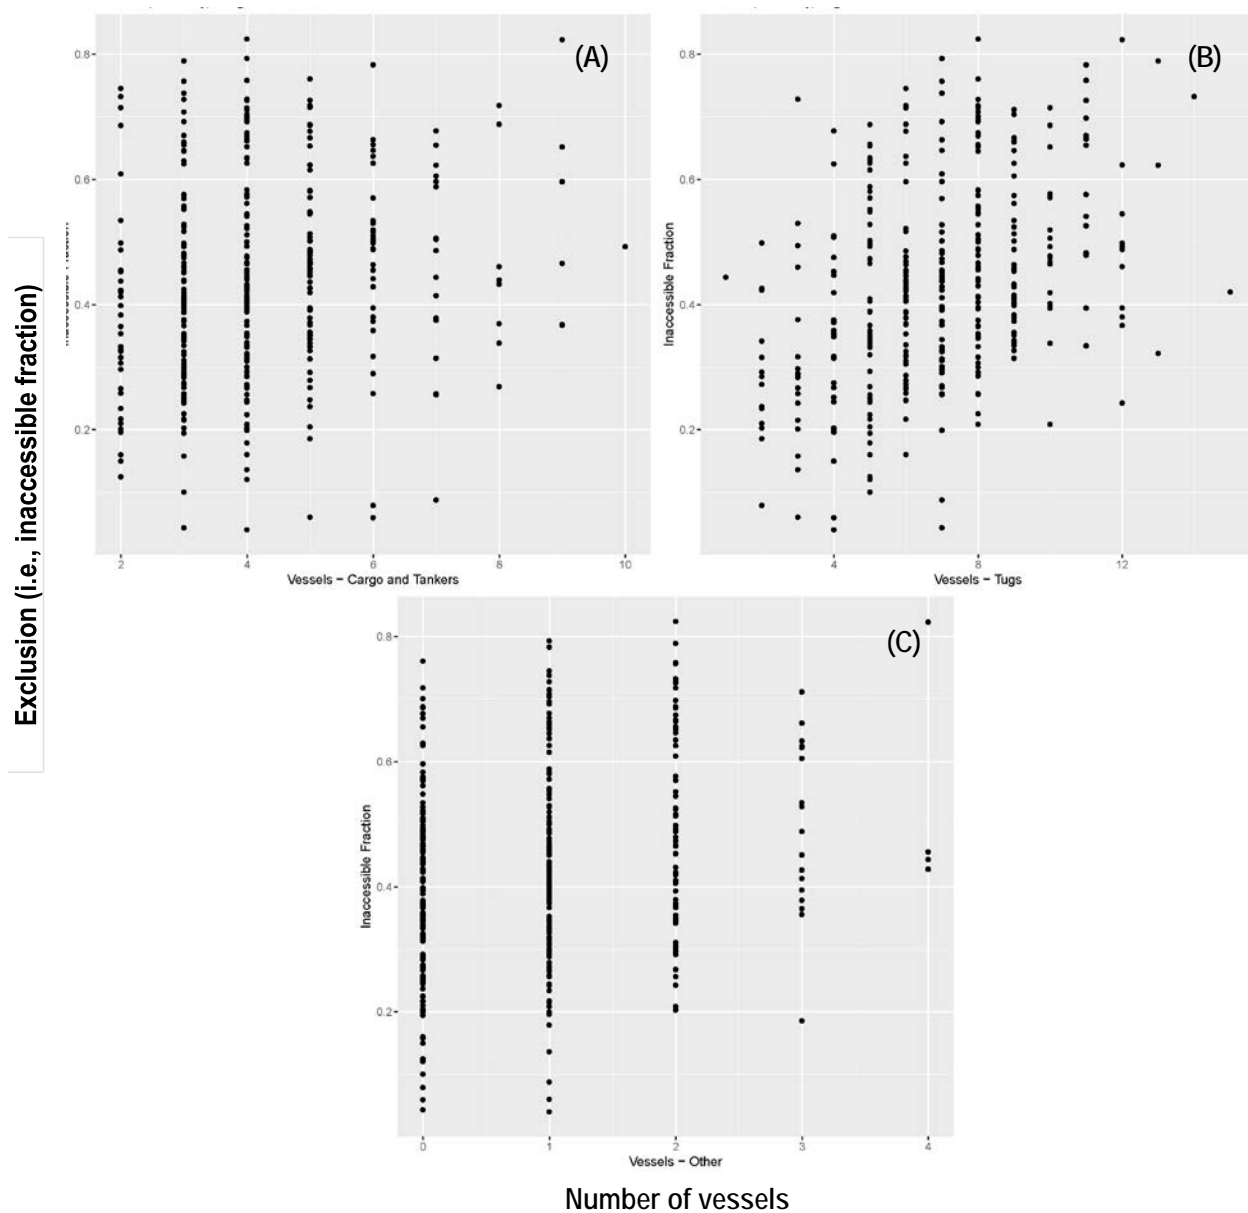 (A)
0.8
0.6
0.4
0.2
2
4
6
8
10
Vessels – Cargo and Tankers
Inaccessible Fraction
(B)
0.8
0.6
0.4
0.2
4
8
12
Vessels – Tugs
Inaccessible Fraction
Exclusion (i.e., inaccessible fraction)
(C)
0.8
0.6
0.4
0.2
0
1
2
3
4
Vessels – Other
Inaccessible Fraction
Number of vessels